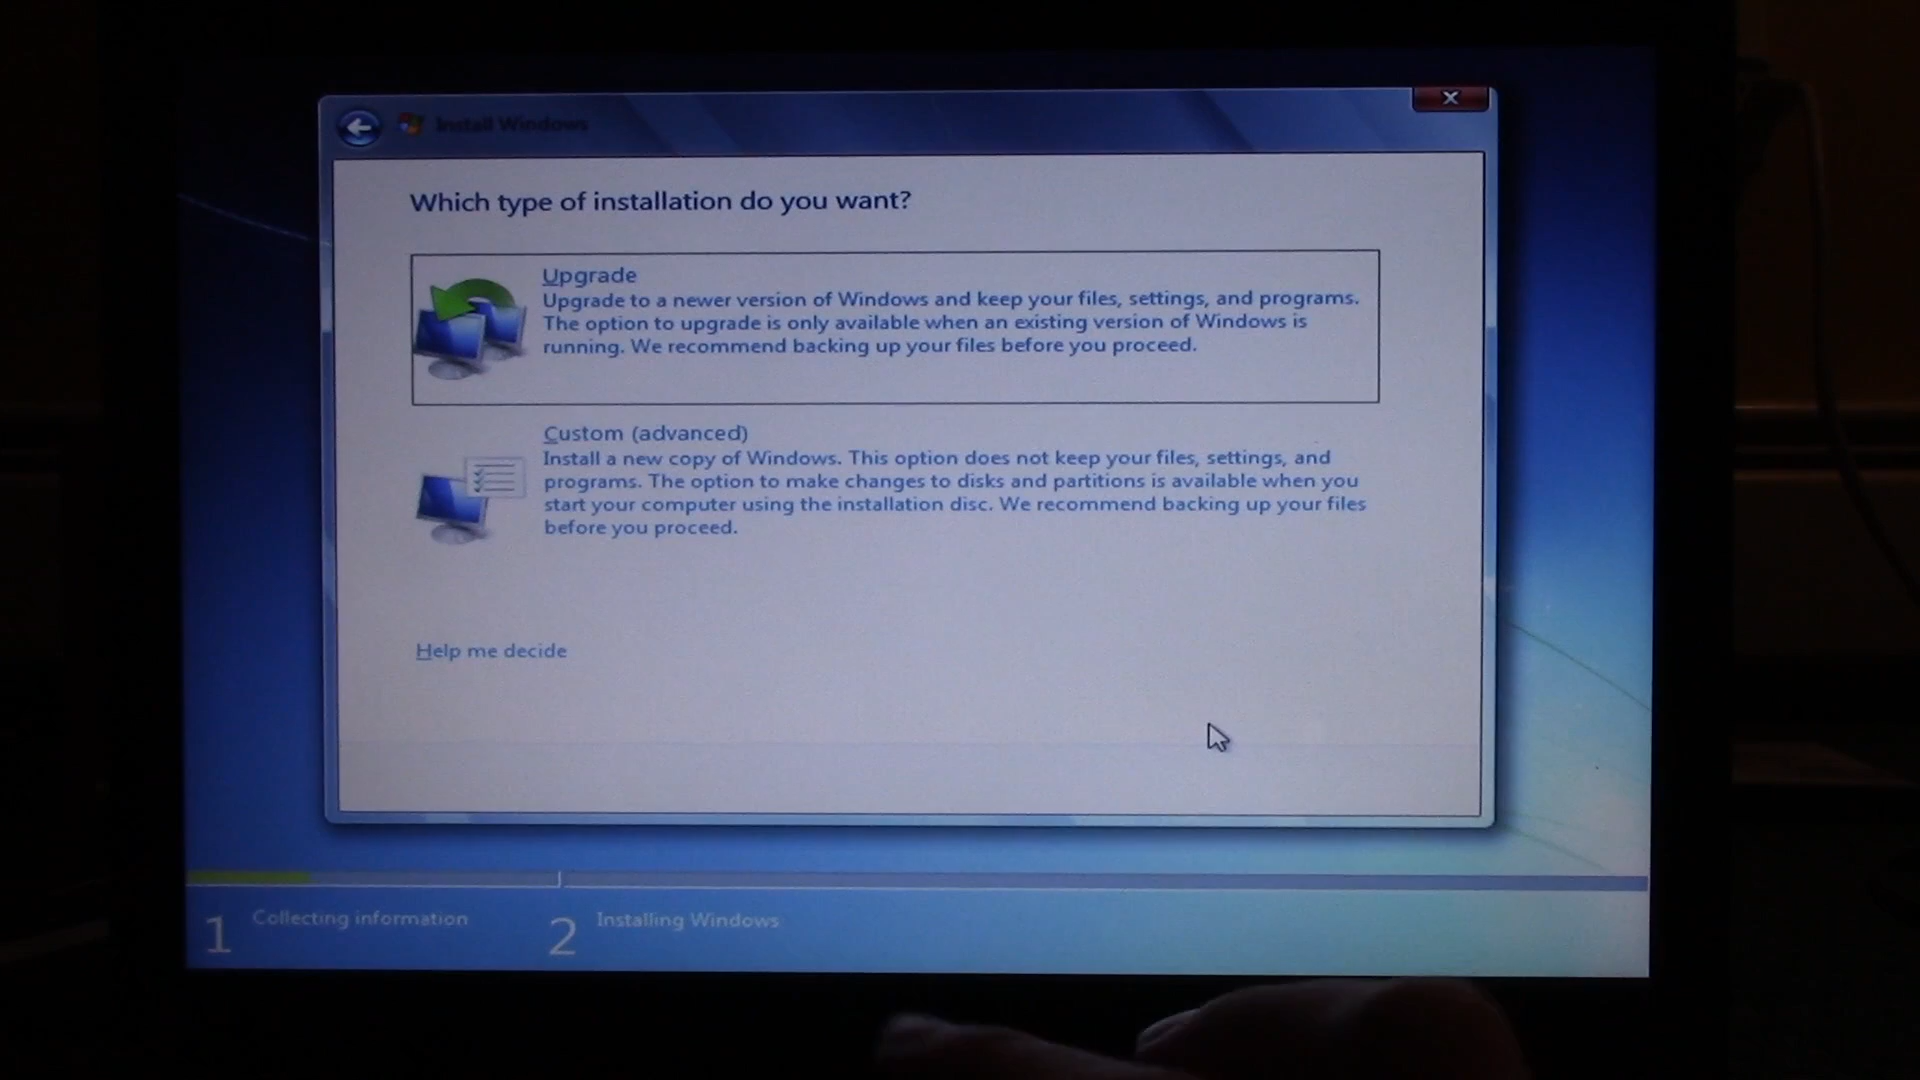 Install Windows
Which type of installation do you want?
Upgrade
Upgrade to a newer version of Windows and keep your files, settings, and programs.
The option to upgrade is only available when an existing version of Windows is
running. We recommend backing up your files before you proceed.
Custom (advanced)
Install a new copy of Windows. This option does not keep your files, settings, and
programs. The option to make changes to disks and partitions is available when you
start your computer using the installation disc. We recommend backing up your files
before you proceed.
Help me decide
1 Collecting information
2 Installing Windows